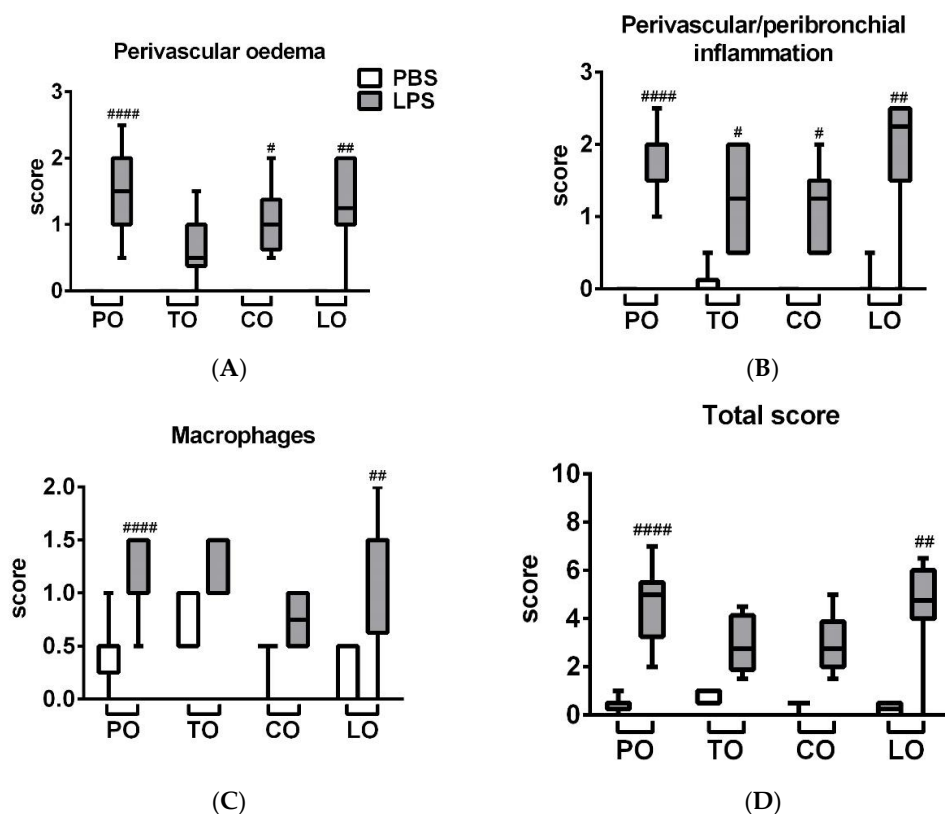 Perivascular oedema
PBS
LPS
score
3
2
1
0
####
#
##
PO TO CO LO
(A)
Perivascular/peribronchial
inflammation
score
3
2
1
0
####
#
#
##
PO TO CO LO
(B)
Macrophages
score
2.0
1.5
1.0
0.5
0.0
####
##
PO TO CO LO
(C)
Total score
score
10
8
6
4
2
0
####
##
PO TO CO LO
(D)